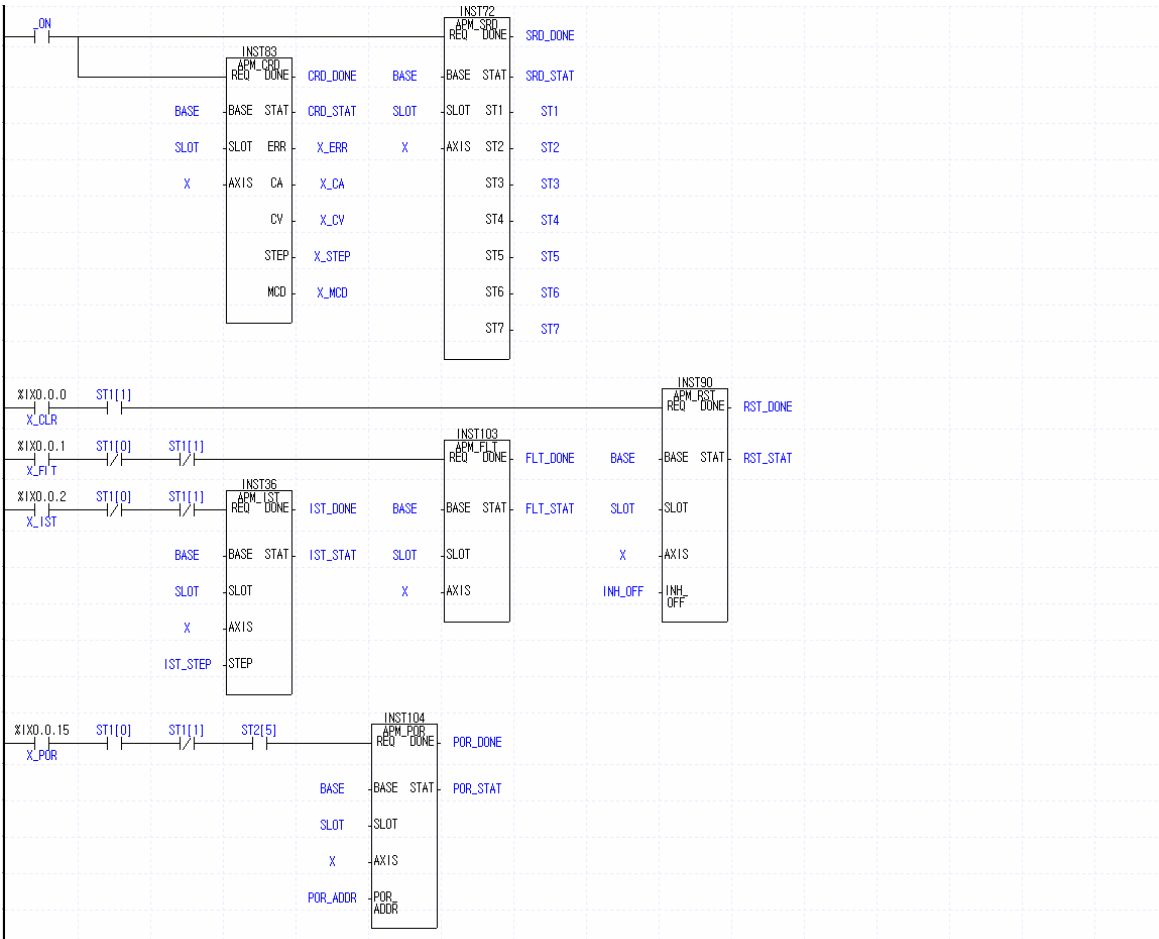 INST72
_ON APM_SRD
REQ DONE SRD_DONE
INST83
APM_CRD
REQ DONE CRD_DONE BASE BASE STAT SRD_STAT
BASE BASE STAT CRD_STAT SLOT SLOT ST1 ST1
SLOT SLOT ERR X_ERR X AXIS ST2 ST2
X AXIS CA X_CA ST3 ST3
CV X_CV ST4 ST4
STEP X_STEP ST5 ST5
MCD X_MCD ST6 ST6
ST7 ST7
INST90
%IX0.0.0 ST1[1] APM_RST
REQ DONE RST_DONE
X_CLR
INST103
%IX0.0.1 ST1[0] ST1[1] APM_FLT
REQ DONE FLT_DONE BASE BASE STAT RST_STAT
X_FLT
INST36
%IX0.0.2 ST1[0] ST1[1] APM_IST
REQ DONE IST_DONE BASE BASE STAT FLT_STAT SLOT SLOT
X_IST
BASE BASE STAT IST_STAT SLOT SLOT X AXIS
SLOT SLOT X AXIS INH_OFF INH_
OFF
X AXIS
IST_STEP STEP
INST104
%IX0.0.15 ST1[0] ST1[1] ST2[5] APM_POR
REQ DONE POR_DONE
X_POR
BASE BASE STAT POR_STAT
SLOT SLOT
X AXIS
POR_ADDR POR_
ADDR